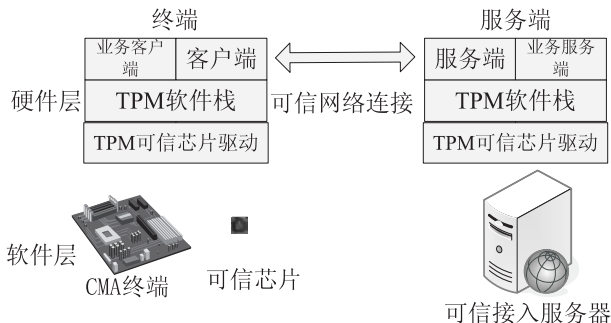 终端
服务端
业务客户
端
客户端
服务端
业务服务
端
硬件层
TPM软件栈
可信网络连接
TPM软件栈
TPM可信芯片驱动
TPM可信芯片驱动
软件层
CMA终端
可信芯片
可信接入服务器